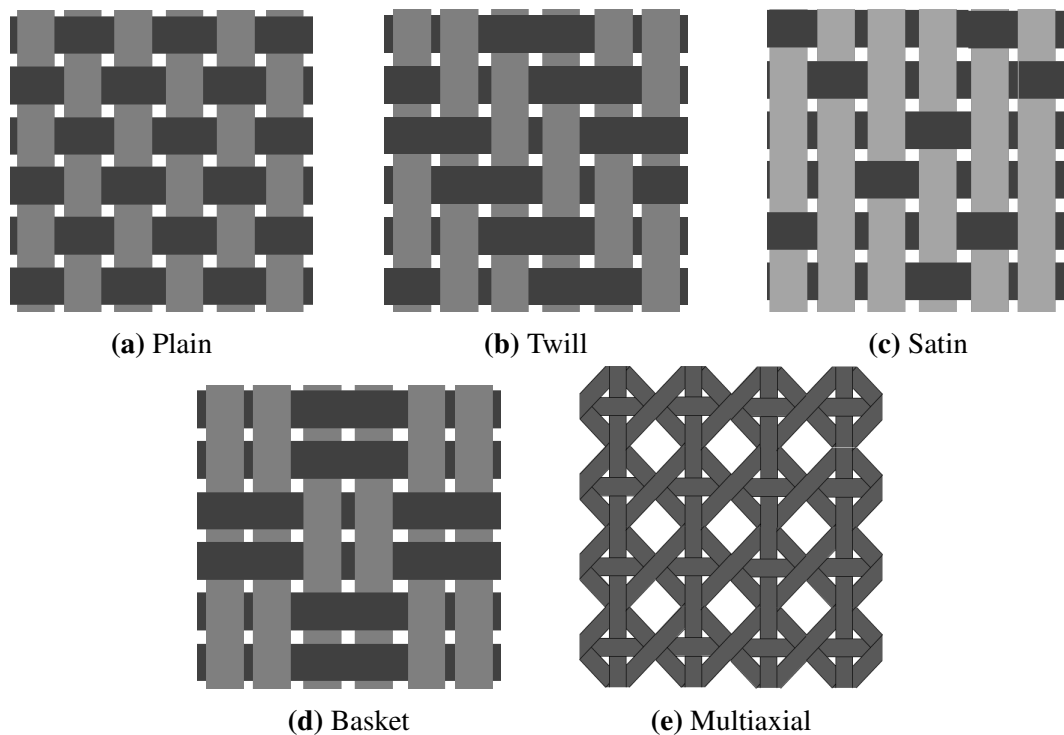 (a) Plain
(b) Twill
(c) Satin
(d) Basket
(e) Multiaxial